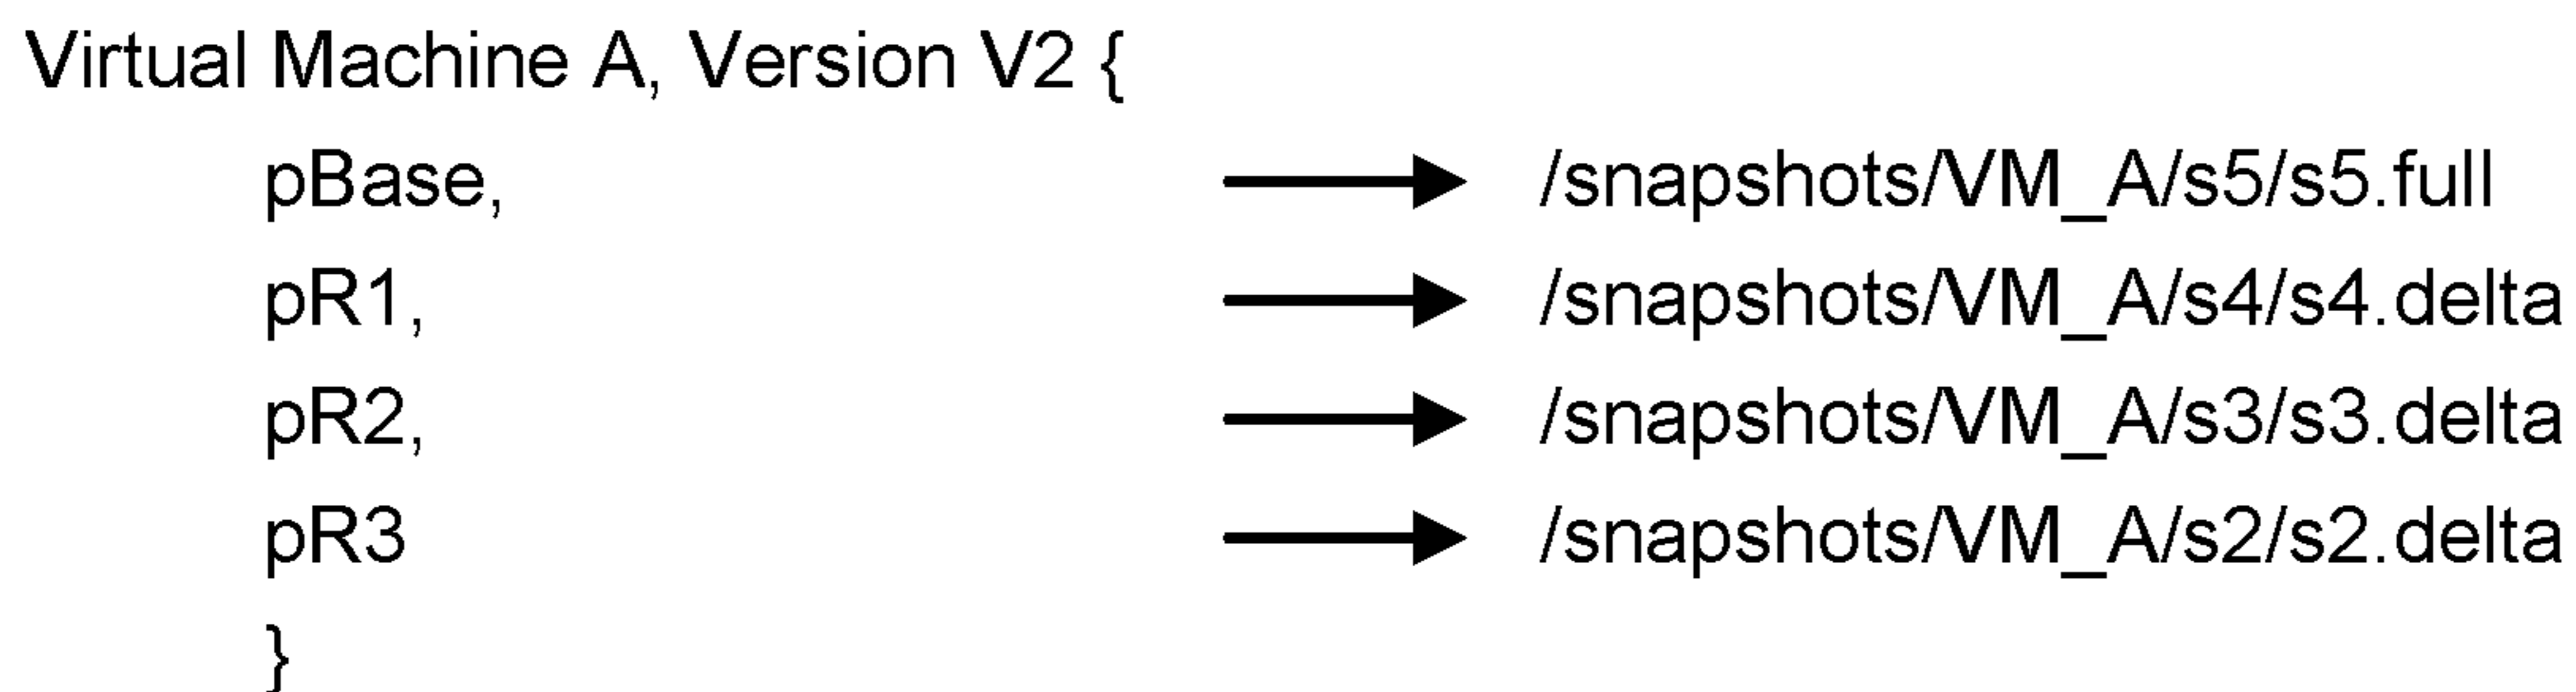 Virtual Machine A, Version V2 {
pBase, /snapshots/VM_A/s5/s5.full
pR1, /snapshots/VM_A/s4/s4.delta
pR2, /snapshots/VM_A/s3/s3.delta
pR3 /snapshots/VM_A/s2/s2.delta
}